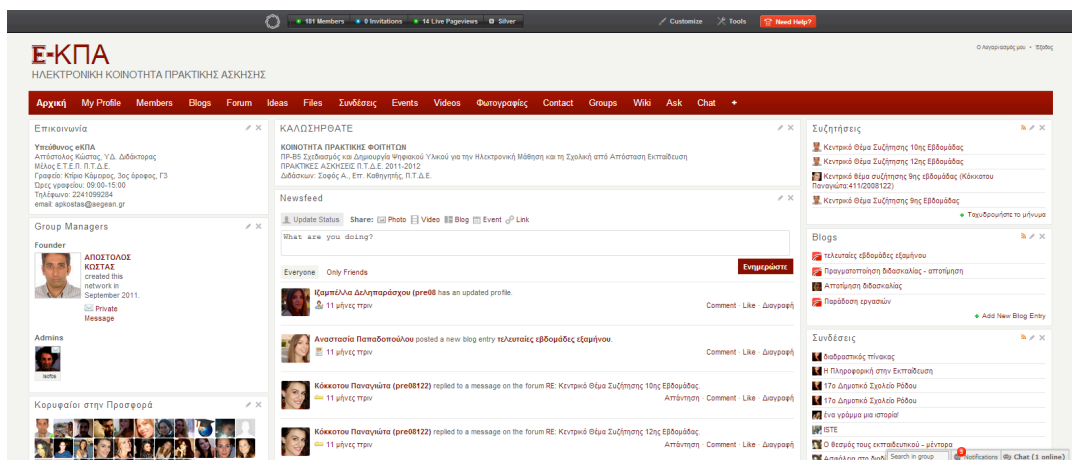 181 Members 0 Invitations 14 Live Pageviews Silver Customize Tools Need Help?
Ο Λογαριασμός μου Έξοδος
E-ΚΠΑ
ΗΛΕΚΤΡΟΝΙΚΗ ΚΟΙΝΟΤΗΤΑ ΠΡΑΚΤΙΚΗΣ ΑΣΚΗΣΗΣ
Αρχική My Profile Members Blogs Forum Ideas Files Συνδέσεις Events Videos Φωτογραφίες Contact Groups Wiki Ask Chat +
Επικοινωνία
Υπεύθυνος eΚΠΑ
Απόστολος Κώστας, Υ.Δ. Διδάκτορας
Μέλος Ε.Τ.Ε.Π. Π.Τ.Δ.Ε.
Γραφείο: Κτίριο Κάμειρος, 3ος όροφος, Γ3
Ώρες γραφείου: 09:00-15:00
Τηλέφωνο: 2241099284
email: apkostas@aegean.gr
Group Managers
Founder
ΑΠΟΣΤΟΛΟΣ
ΚΩΣΤΑΣ
created this
network in
September 2011.
Private
Message
Admins
isofos
Κορυφαίοι στην Προσφορά
ΚΑΛΩΣΗΡΘΑΤΕ
ΚΟΙΝΟΤΗΤΑ ΠΡΑΚΤΙΚΗΣ ΦΟΙΤΗΤΩΝ
ΠΡ-Β5 Σχεδιασμός και Δημιουργία Ψηφιακού Υλικού για την Ηλεκτρονική Μάθηση και τη Σχολική από Απόσταση Εκπαίδευση
ΠΡΑΚΤΙΚΕΣ ΑΣΚΗΣΕΙΣ Π.Τ.Δ.Ε. 2011-2012
Διδάσκων: Σοφός Α., Επ. Καθηγητής, Π.Τ.Δ.Ε.
Newsfeed
Update Status Share: Photo Video Blog Event Link
What are you doing?
Everyone Only Friends Ενημερώστε
Ιζαμπέλλα Δεληπαράσχου (pre08 has an updated profile.
11 μήνες πριν Comment · Like · Διαγραφή
Αναστασία Παπαδοπούλου posted a new blog entry τελευταίες εβδομάδες εξαμήνου.
11 μήνες πριν Comment · Like · Διαγραφή
Κόκκοτου Παναγιώτα (pre08122) replied to a message on the forum RE: Κεντρικό Θέμα Συζήτησης 10ης Εβδομάδας.
11 μήνες πριν Απάντηση · Comment · Like · Διαγραφή
Κόκκοτου Παναγιώτα (pre08122) replied to a message on the forum RE: Κεντρικό Θέμα Συζήτησης 12ης Εβδομάδας.
11 μήνες πριν Απάντηση · Comment · Like · Διαγραφή
Συζητήσεις
Κεντρικό Θέμα Συζήτησης 10ης Εβδομάδας
Κεντρικό Θέμα Συζήτησης 12ης Εβδομάδας
Κεντρικό θέμα συζήτησης 9ης εβδομάδας (Κόκκοτου
Παναγιώτα:411/2008122)
Κεντρικό Θέμα Συζήτησης 9ης Εβδομάδας
Ταχυδρομήστε το μήνυμα
Blogs
τελευταίες εβδομάδες εξαμήνου
Πραγματοποίηση διδασκαλίας - αποτίμηση
Αποτίμηση διδασκαλίας
Παράδοση εργασιών
Add New Blog Entry
Συνδέσεις
διαδραστικός πίνακας
Η Πληροφορική στην Εκπαίδευση
17ο Δημοτικό Σχολείο Ρόδου
17ο Δημοτικό Σχολείο Ρόδου
ένα γράμμα μια ιστορία!
ISTE
Ο θεσμός τους εκπαιδευτικού - μέντορα
Ασφάλεια στο διαδ
Search in group Notifications Chat (1 online)